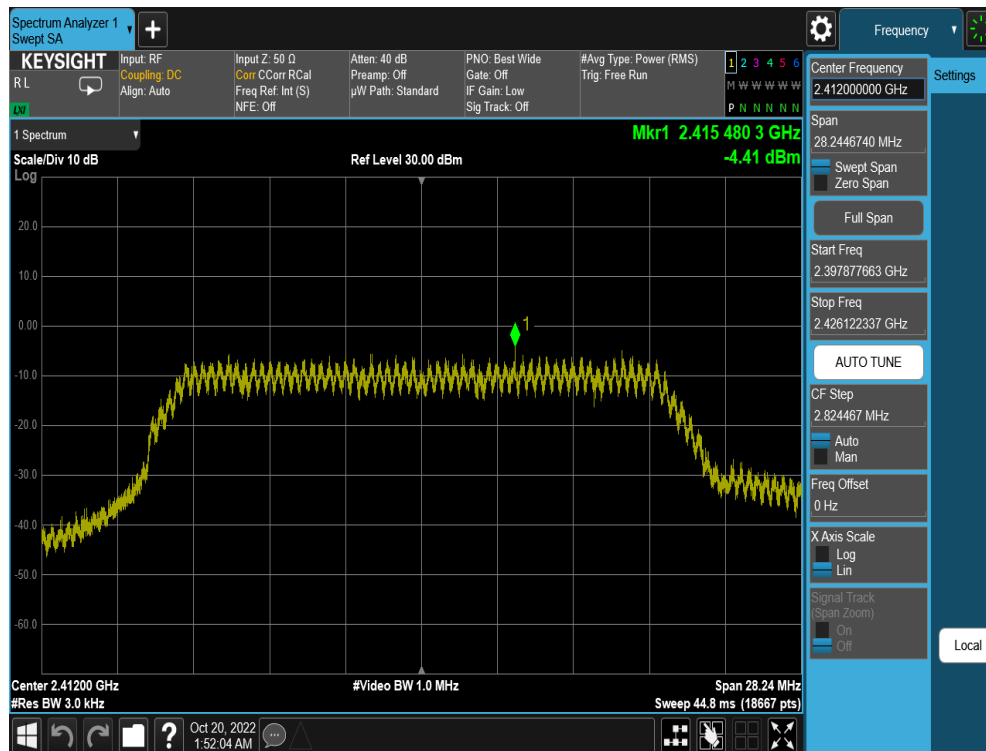 Spectrum Analyzer 1
Swept SA
Frequency
KEYSIGHT
R L
LXI
Input: RF
Coupling: DC
Align: Auto
Input Z: 50 Ω
Corr CCorr RCal
Freq Ref: Int (S)
NFE: Off
Atten: 40 dB
Preamp: Off
µW Path: Standard
PNO: Best Wide
Gate: Off
IF Gain: Low
Sig Track: Off
#Avg Type: Power (RMS)
Trig: Free Run
1 2 3 4 5 6
M W W W W W
P N N N N N
1 Spectrum
Scale/Div 10 dB
Log
Ref Level 30.00 dBm
Mkr1 2.415 480 3 GHz
-4.41 dBm
20.0
10.0
0.00
-10.0
-20.0
-30.0
-40.0
-50.0
-60.0
1
Center 2.41200 GHz
#Res BW 3.0 kHz
#Video BW 1.0 MHz
Span 28.24 MHz
Sweep 44.8 ms (18667 pts)
Center Frequency
2.412000000 GHz
Span
28.2446740 MHz
Swept Span
Zero Span
Full Span
Start Freq
2.397877663 GHz
Stop Freq
2.426122337 GHz
AUTO TUNE
CF Step
2.824467 MHz
Auto
Man
Freq Offset
0 Hz
X Axis Scale
Log
Lin
Signal Track
(Span Zoom)
On
Off
Settings
Local
?
Oct 20, 2022
1:52:04 AM